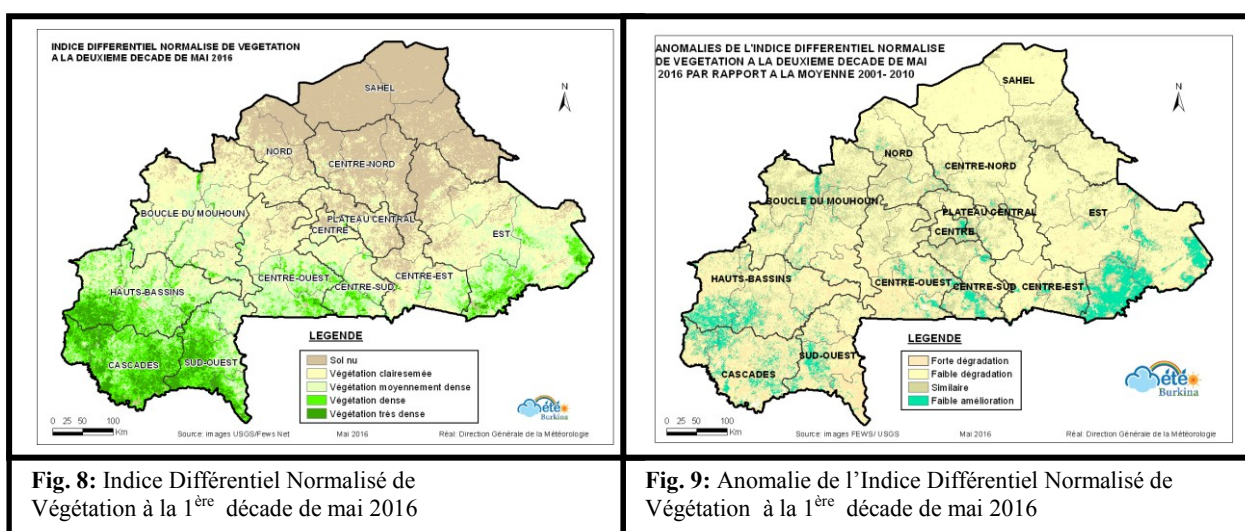 INDICE DIFFERENTIEL NORMALISE DE VEGETATION
A LA DEUXIEME DECADE DE MAI 2016
N
SAHEL
NORD
CENTRE-NORD
BOUCLE DU MOUHOUN
PLATEAU CENTRAL
CENTRE
EST
CENTRE-OUEST
CENTRE-EST
HAUTS-BASSINS
CENTRE-SUD
CASCADES
SUD-OUEST
LEGENDE
Sol nu
Végétation clairesemée
Végétation moyennement dense
Végétation dense
Végétation très dense
été
Burkina
0 25 50 100
Km
Source: images USGS/Fews Net
Mai 2016
Réal: Direction Générale de la Météorologie
ANOMALIES DE L'INDICE DIFFERENTIEL NORMALISE
DE VEGETATION A LA DEUXIEME DECADE DE MAI
2016 PAR RAPPORT A LA MOYENNE 2001- 2010
N
SAHEL
NORD
CENTRE-NORD
BOUCLE DU MOUHOUN
PLATEAU CENTRAL
EST
CENTRE
HAUTS-BASSINS
CENTRE-OUEST
CENTRE-SUD
CENTRE-EST
SUD-OUEST
CASCADES
LEGENDE
Forte dégradation
Faible dégradation
Similaire
Faible amélioration
été
Burkina
0 25 50 100
Km
Source: images FEWS/ USGS
Mai 2016
Réal: Direction Générale de la Météorologie
Fig. 8: Indice Différentiel Normalisé de
Végétation à la 1ère décade de mai 2016
Fig. 9: Anomalie de l'Indice Différentiel Normalisé de
Végétation à la 1ère décade de mai 2016